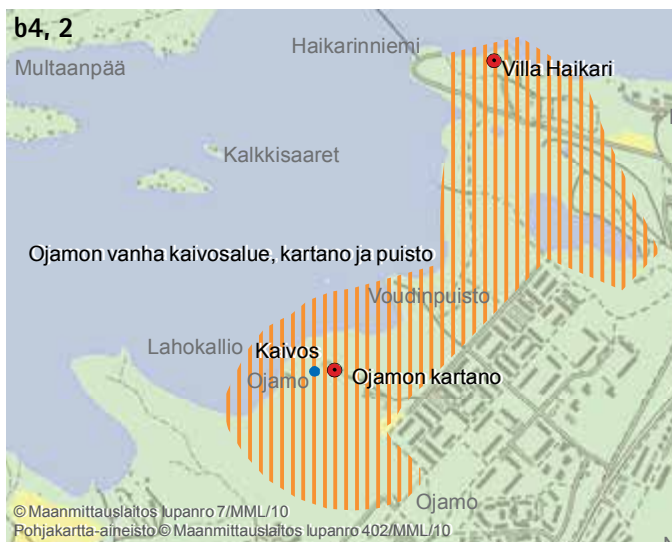 b4, 2
Haikarinniemi
Multaanpää
Villa Haikari
Kalkkisaaret
Ojamon vanha kaivosalue, kartano ja puisto
Voudinpuisto
Lahokallio
Kaivos
Ojamo
Ojamon kartano
Ojamo
© Maanmittauslaitos lupanro 7/MML/10
Pohjakartta-aineisto © Maanmittauslaitos lupanro 402/MML/10